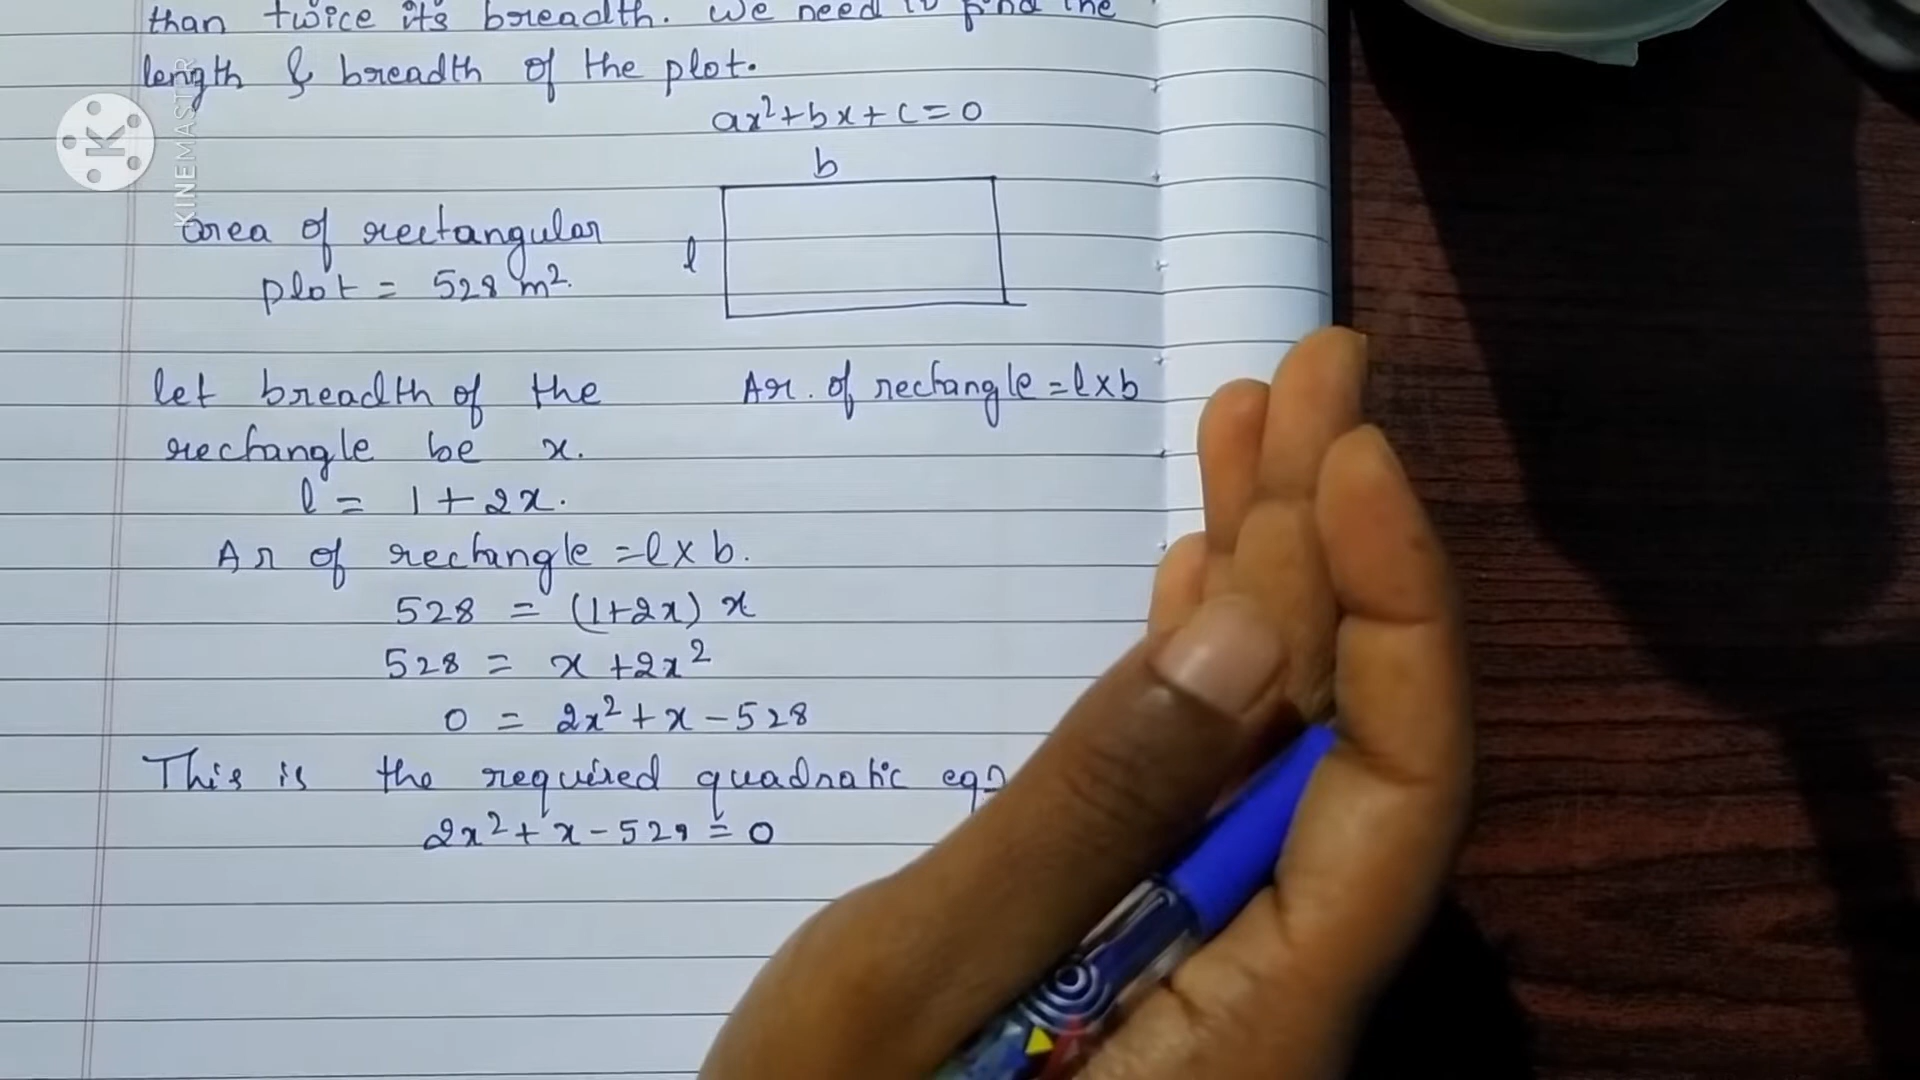 than twice its breadth. We need to find the
length & breadth of the plot.
ax²+bx+c=0
b
area of rectangular
l
plot = 528 m².
let breadth of the
Ar. of rectangle = l×b
rectangle be x.
l = 1+2x.
Ar of rectangle = l× b.
528 = (1+2x) x
528 = x +2x²
0 = 2x²+x-528
This is the required quadratic eqn
2x²+x-528=0
K
KINEMASTER